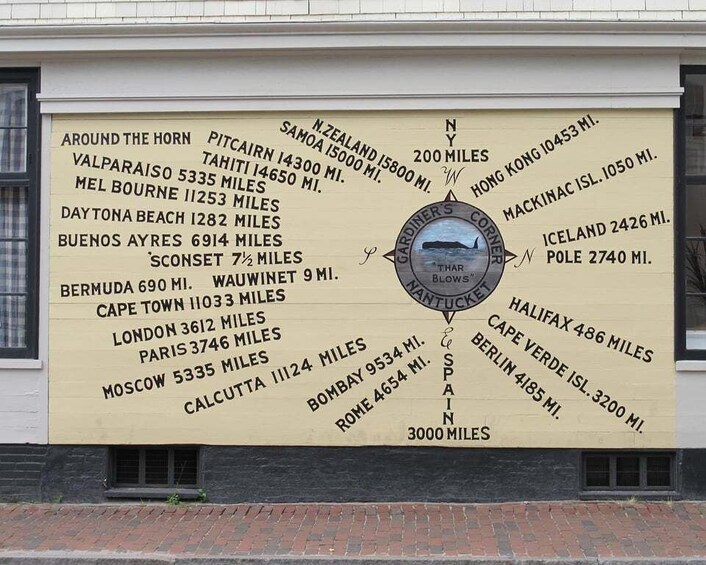 AROUND THE HORN
PITCAIRN 14300 MI.
TAHITI 14650 MI.
SAMOA 15000 MI.
N. ZEALAND 15800 MI.
VALPARAISO 5335 MILES
MEL BOURNE 11253 MILES
DAYTONA BEACH 1282 MILES
BUENOS AYRES 6914 MILES
'SCONSET 7½ MILES
BERMUDA 690 MI.
WAUWINET 9 MI.
CAPE TOWN 11033 MILES
LONDON 3612 MILES
PARIS 3746 MILES
MOSCOW 5335 MILES
CALCUTTA 11124 MILES
BOMBAY 9534 MI.
ROME 4654 MI.
NY
200 MILES
W
S
N
E
GARDINER'S CORNER
"THAR
BLOWS"
NANTUCKET
SPAIN
3000 MILES
HONG KONG 10453 MI.
MACKINAC ISL. 1050 MI.
ICELAND 2426 MI.
POLE 2740 MI.
HALIFAX 486 MILES
CAPE VERDE ISL. 3200 MI.
BERLIN 4185 MI.